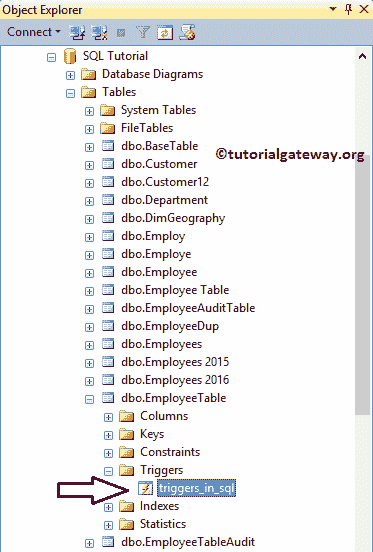 Object Explorer
Connect
SQL Tutorial
Database Diagrams
Tables
System Tables
FileTables
dbo.BaseTable
©tutorialgateway.org
dbo.Customer
dbo.Customer12
dbo.Department
dbo.DimGeography
dbo.Employ
dbo.Employe
dbo.Employee
dbo.Employee Table
dbo.EmployeeAuditTable
dbo.EmployeeDup
dbo.Employees
dbo.Employees 2015
dbo.Employees 2016
dbo.EmployeeTable
Columns
Keys
Constraints
Triggers
triggers_in_sql
Indexes
Statistics
dbo.EmployeeTableAudit